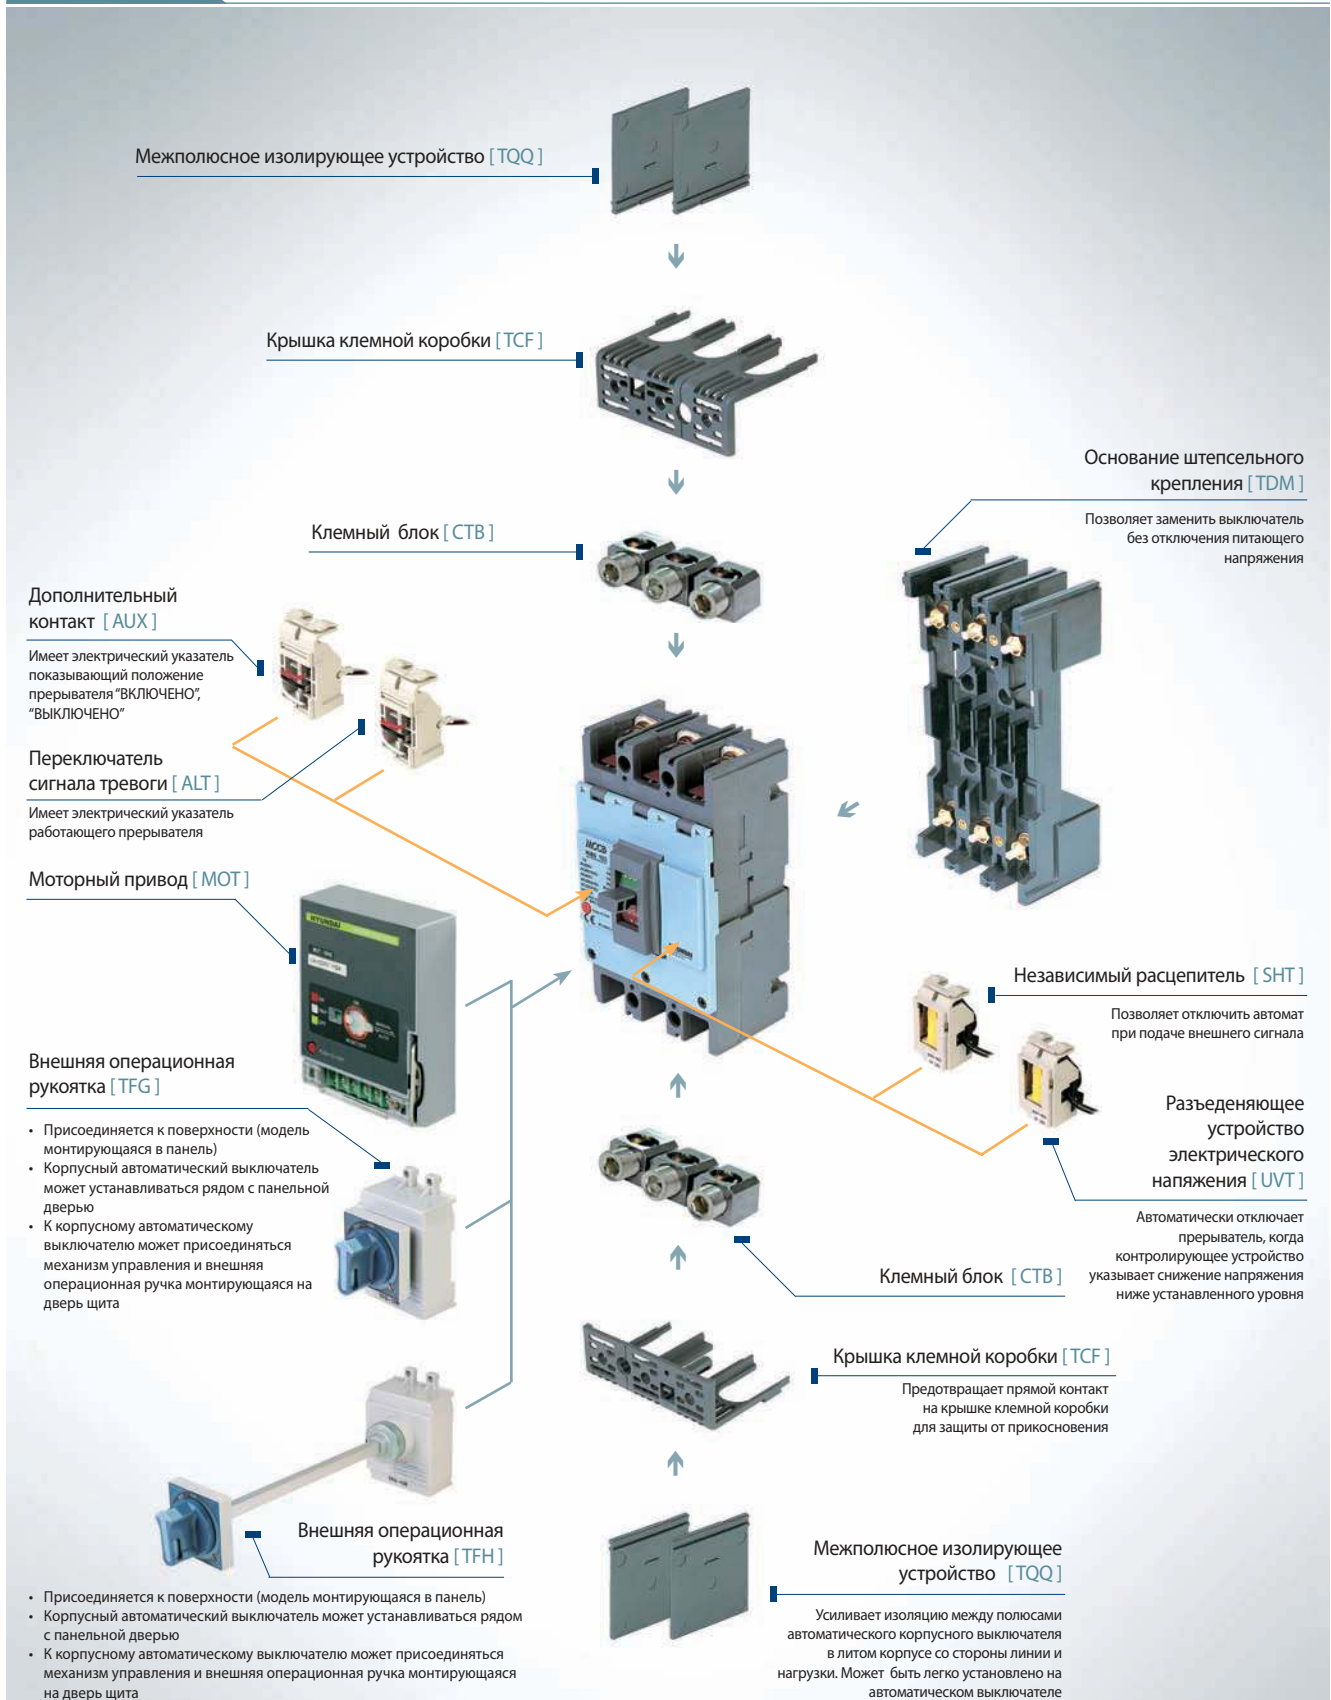 Межполюсное изолирующее устройство [ TQQ ]
Крышка клемной коробки [ TCF ]
Основание штепсельного
крепления [ TDM ]
Позволяет заменить выключатель
без отключения питающего
напряжения
Клемный блок [ CTB ]
Дополнительный
контакт [ AUX ]
Имеет электрический указатель
показывающий положение
прерывателя “ВКЛЮЧЕНО”,
“ВЫКЛЮЧЕНО”
Переключатель
сигнала тревоги [ ALT ]
Имеет электрический указатель
работающего прерывателя
MCCB
Моторный привод [ MOT ]
HYUNDAI
Независимый расцепитель [ SHT ]
Позволяет отключить автомат
при подаче внешнего сигнала
Внешняя операционная
рукоятка [ TFG ]
• Присоединяется к поверхности (модель
монтирующаяся в панель)
• Корпусный автоматический выключатель
может устанавливаться рядом с панельной
дверью
• К корпусному автоматическому
выключателю может присоединяться
механизм управления и внешняя
операционная ручка монтирующаяся на
дверь щита
Разъеденяющее
устройство
электрического
напяжения [ UVT ]
Автоматически отключает
прерыватель, когда
контролирующее устройство
указывает снижение напряжения
ниже устанновленного уровня
Клемный блок [ CTB ]
Крышка клемной коробки [ TCF ]
Предотвращает прямой контакт
на крышке клемной коробки
для защиты от прикосновения
Внешняя операционная
рукоятка [ TFH ]
• Присоединяется к поверхности (модель монтирующаяся в панель)
• Корпусный автоматический выключатель может устанавливаться рядом
с панельной дверью
• К корпусному автоматическому выключателю может присоединяться
механизм управления и внешняя операционная ручка монтирующаяся
на дверь щита
Межполюсное изолирующее
устройство [ TQQ ]
Усиливает изоляцию между полюсами
автоматического корпусного выключателя
в литом корпусе со стороны линии и
нагрузки. Может быть легко установлено на
автоматическом выключателе